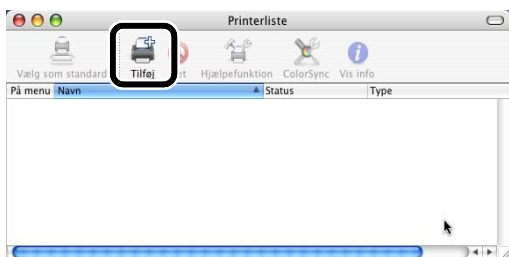 Printerliste
Vælg som standard Tilføj Hjælpefunktion ColorSync Vis info
På menu Navn Status Type